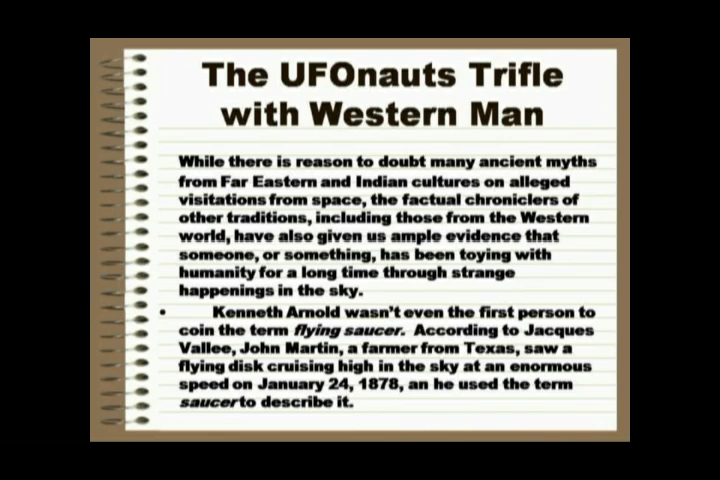 The UFOnauts Trifle
with Western Man
While there is reason to doubt many ancient myths
from Far Eastern and Indian cultures on alleged
visitations from space, the factual chroniclers of
other traditions, including those from the Western
world, have also given us ample evidence that
someone, or something, has been toying with
humanity for a long time through strange
happenings in the sky.
• Kenneth Arnold wasn't even the first person to
coin the term flying saucer. According to Jacques
Vallee, John Martin, a farmer from Texas, saw a
flying disk cruising high in the sky at an enormous
speed on January 24, 1878, an he used the term
saucer to describe it.